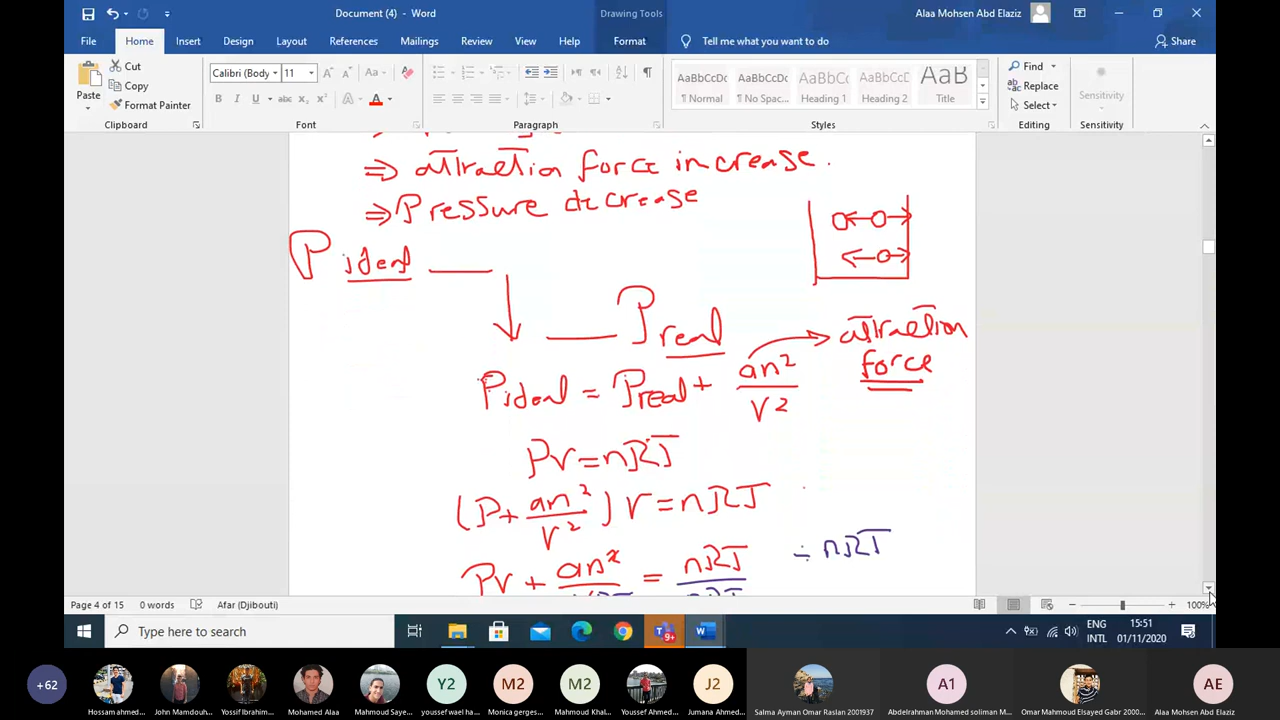 Document (4) - Word
Drawing Tools
Alaa Mohsen Abd Elaziz
File Home Insert Design Layout References Mailings Review View Help Format Tell me what you want to do Share
Paste
Cut
Copy
Format Painter
Clipboard
Calibri (Body 11
Font
Paragraph
AaBbCcDc AaBbCcDc AaBbCc AaBbCcD AaB
¶ Normal ¶ No Spac... Heading 1 Heading 2 Title
Styles
Find
Replace
Select
Editing
Sensitivity
Sensitivity
⇒ attraction force increase.
⇒ Pressure decrease
P ideal
P real
P ideal = P real + an²/V² → attraction force
PV = nRT
(P + an²/V²) V = nRT
PV + an² = nRT
÷ nRT
Page 4 of 15 0 words Afar (Djibouti) 100%
Type here to search
9+
ENG
INTL
15:51
01/11/2020
+62
Y2 M2 M2 J2 A1 AE
Hossam ahmed... John Mamdouh... Yossif Ibrahim... Mohamed Alaa Mahmoud Saye... youssef wael ha... Monica gerges... Mahmoud Khal... Youssef Ahmed... Jumana Ahmed... Salma Ayman Omar Raslan 2001937 Abdelrahman Mohamed soliman M... Omar Mahmoud Elsayed Gabr 2000... Alaa Mohsen Abd Elaziz